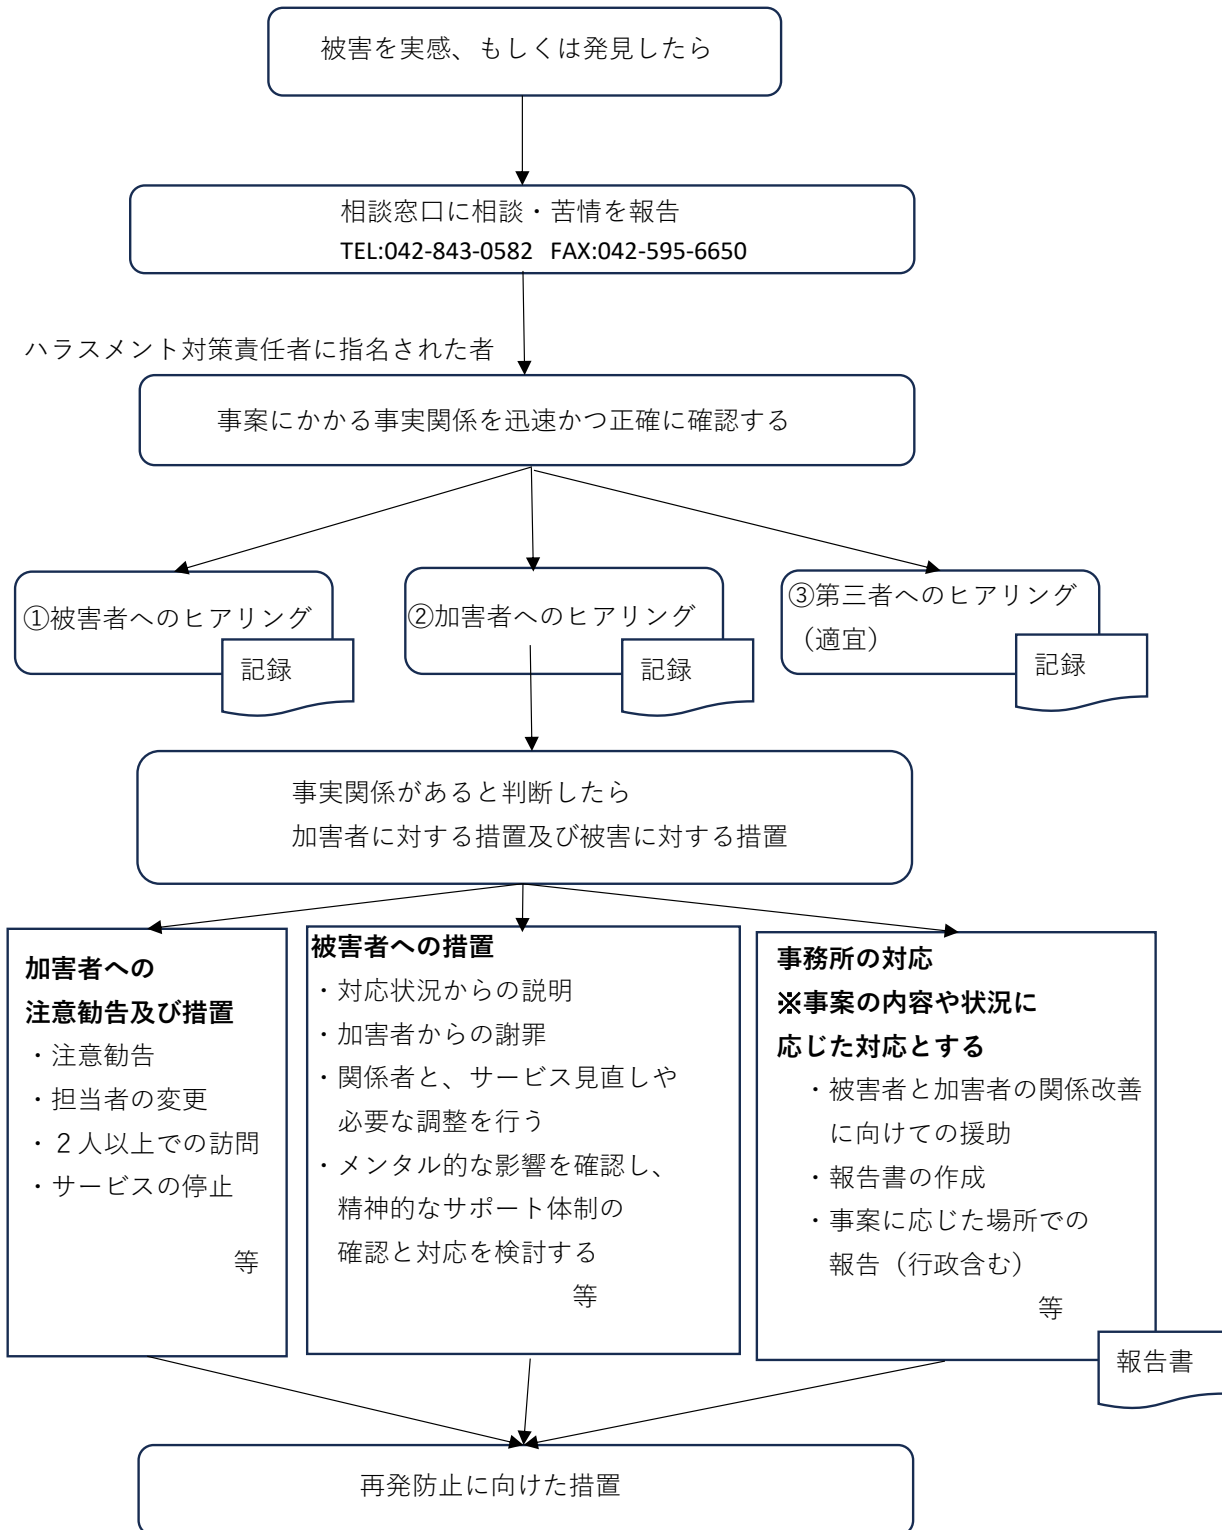 被害を実感、もしくは発見したら
相談窓口に相談・苦情を報告
TEL:042-843-0582 FAX:042-595-6650
ハラスメント対策責任者に指名された者
事案にかかる事実関係を迅速かつ正確に確認する
①被害者へのヒアリング
記録
②加害者へのヒアリング
記録
③第三者へのヒアリング
（適宜）
記録
事実関係があると判断したら
加害者に対する措置及び被害に対する措置
加害者への
注意勧告及び措置
・注意勧告
・担当者の変更
・２人以上での訪問
・サービスの停止
等
被害者への措置
・対応状況からの説明
・加害者からの謝罪
・関係者と、サービス見直しや
必要な調整を行う
・メンタル的な影響を確認し、
精神的なサポート体制の
確認と対応を検討する
等
事務所の対応
※事案の内容や状況に
応じた対応とする
・被害者と加害者の関係改善
に向けての援助
・報告書の作成
・事案に応じた場所での
報告（行政含む）
等
報告書
再発防止に向けた措置